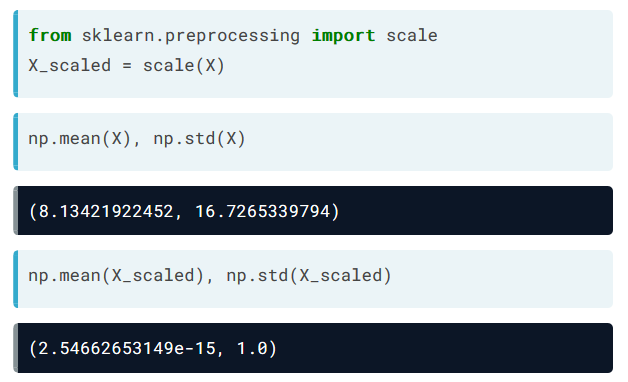 from sklearn.preprocessing import scale
X_scaled = scale(X)
np.mean(X), np.std(X)
(8.13421922452, 16.7265339794)
np.mean(X_scaled), np.std(X_scaled)
(2.54662653149e-15, 1.0)